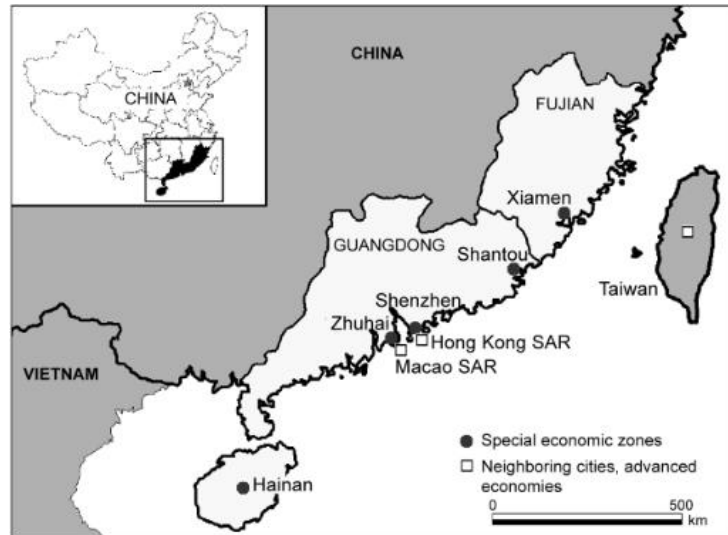 CHINA
CHINA
FUJIAN
Xiamen
GUANGDONG
Shantou
Taiwan
Shenzhen
Zhuhai
Hong Kong SAR
Macao SAR
VIETNAM
Special economic zones
Neighboring cities, advanced
economies
Hainan
0 500
km